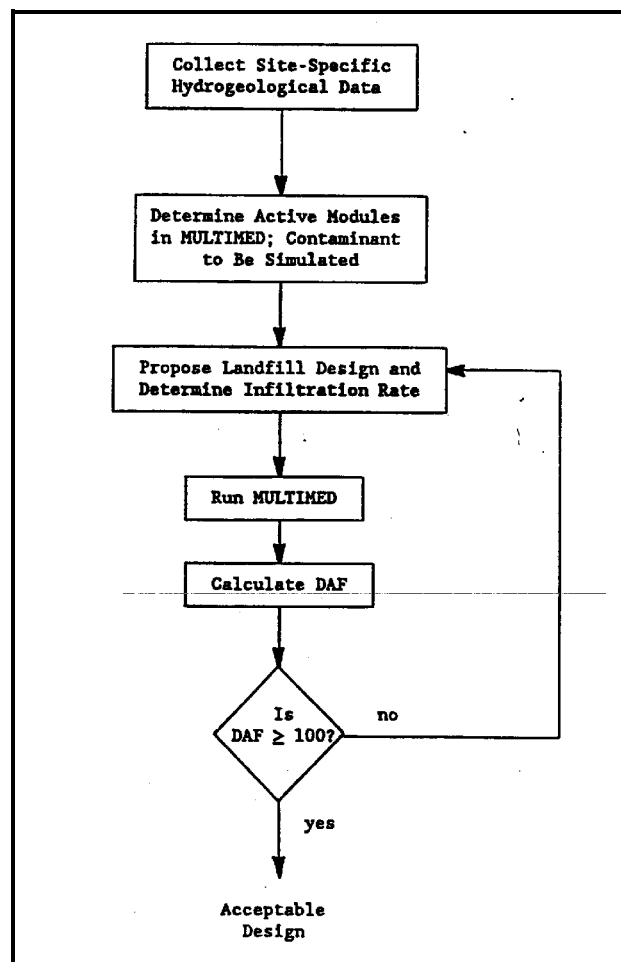 Collect Site-Specific
Hydrogeological Data
Determine Active Modules
in MULTIMED; Contaminant
to Be Simulated
Propose Landfill Design and
Determine Infiltration Rate
Run MULTIMED
Calculate DAF
Is
DAF ≥ 100?
no
yes
Acceptable
Design